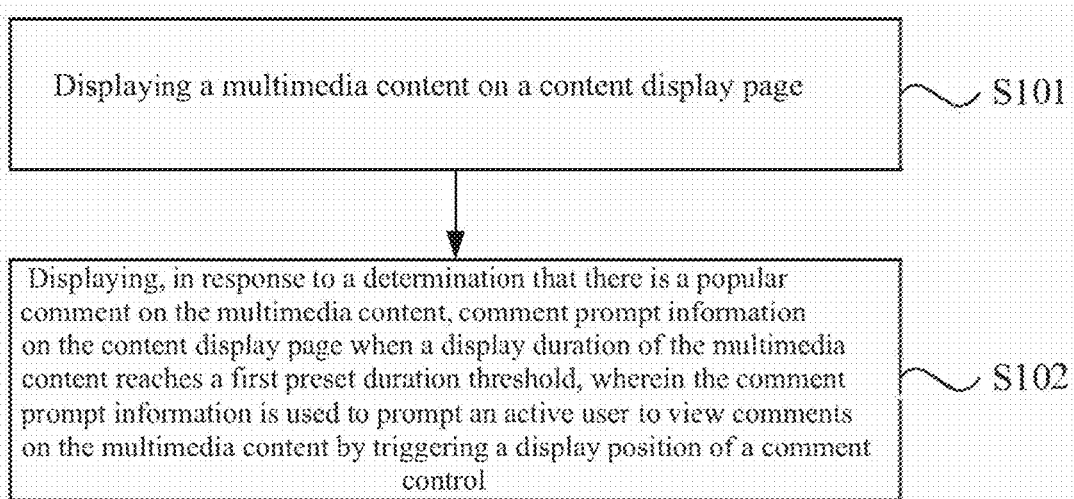 Displaying a multimedia content on a content display page
S101
Displaying, in response to a determination that there is a popular
comment on the multimedia content, comment prompt information
on the content display page when a display duration of the multimedia
content reaches a first preset duration threshold, wherein the comment
prompt information is used to prompt an active user to view comments
on the multimedia content by triggering a display position of a comment
control
S102